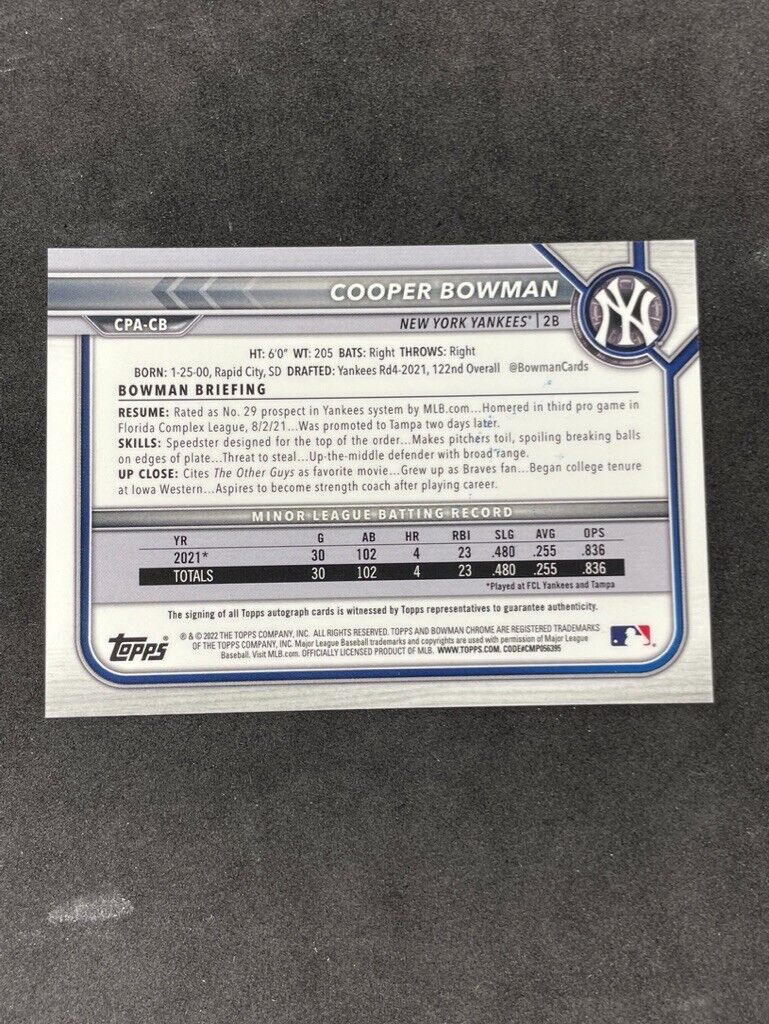 COOPER BOWMAN
CPA-CB
NEW YORK YANKEES® | 2B
NY
HT: 6'0" WT: 205 BATS: Right THROWS: Right
BORN: 1-25-00, Rapid City, SD DRAFTED: Yankees Rd4-2021, 122nd Overall @BowmanCards
BOWMAN BRIEFING
RESUME: Rated as No. 29 prospect in Yankees system by MLB.com...Homered in third pro game in
Florida Complex League, 8/2/21...Was promoted to Tampa two days later.
SKILLS: Speedster designed for the top of the order...Makes pitchers toil, spoiling breaking balls
on edges of plate...Threat to steal...Up-the-middle defender with broad range.
UP CLOSE: Cites The Other Guys as favorite movie...Grew up as Braves fan...Began college tenure
at Iowa Western...Aspires to become strength coach after playing career.
MINOR LEAGUE BATTING RECORD
YR G AB HR RBI SLG AVG OPS
2021* 30 102 4 23 .480 .255 .836
TOTALS 30 102 4 23 .480 .255 .836
*Played at FCL Yankees and Tampa
The signing of all Topps autograph cards is witnessed by Topps representatives to guarantee authenticity.
topps®
® & © 2022 THE TOPPS COMPANY, INC. ALL RIGHTS RESERVED. TOPPS AND BOWMAN CHROME ARE REGISTERED TRADEMARKS
OF THE TOPPS COMPANY, INC. Major League Baseball trademarks and copyrights are used with permission of Major League
Baseball. Visit MLB.com. OFFICIALLY LICENSED PRODUCT OF MLB. WWW.TOPPS.COM. CODE#CMP056395